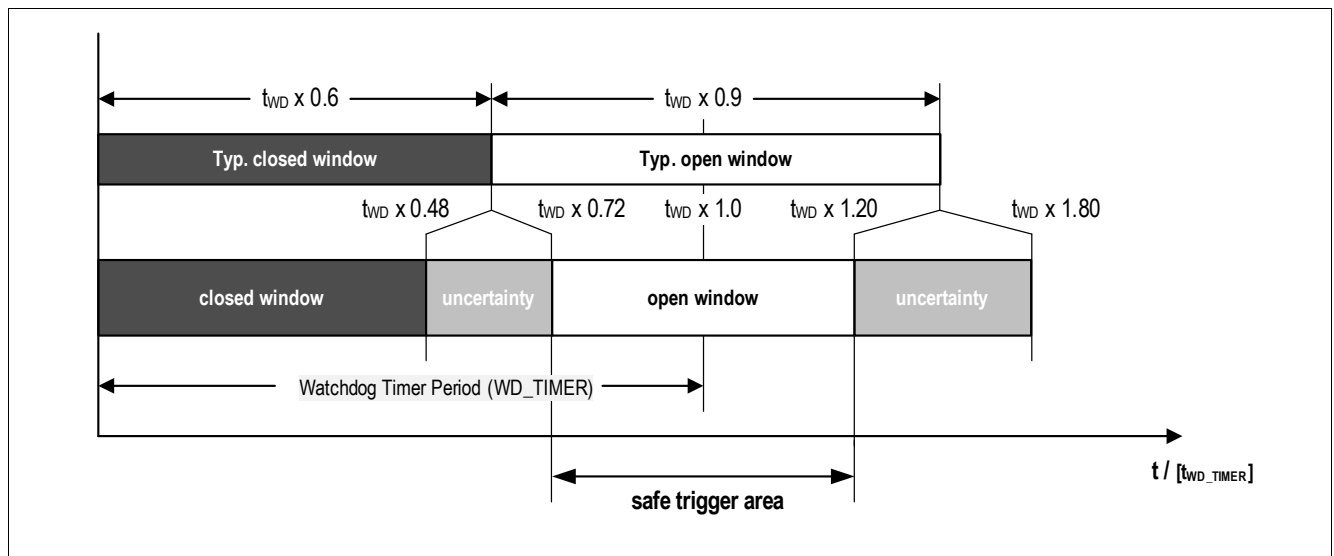 tWD x 0.6 tWD x 0.9
Typ. closed window Typ. open window
tWD x 0.48 tWD x 0.72 tWD x 1.0 tWD x 1.20 tWD x 1.80
closed window uncertainty open window uncertainty
Watchdog Timer Period (WD_TIMER)
t / [tWD_TIMER]
safe trigger area